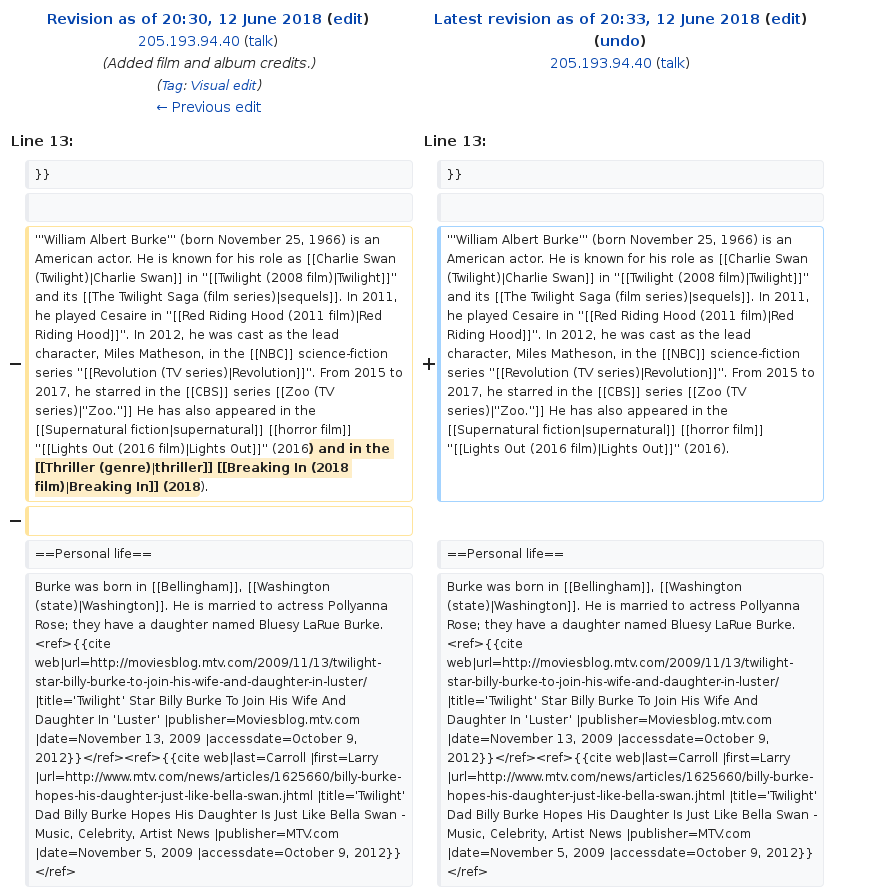 Revision as of 20:30, 12 June 2018 (edit)
205.193.94.40 (talk)
(Added film and album credits.)
(Tag: Visual edit)
← Previous edit
Latest revision as of 20:33, 12 June 2018 (edit)
(undo)
205.193.94.40 (talk)
Line 13:
Line 13:
}}
}}
−
'''William Albert Burke''' (born November 25, 1966) is an
American actor. He is known for his role as [[Charlie Swan
(Twilight)|Charlie Swan]] in ''[[Twilight (2008 film)|Twilight]]''
and its [[The Twilight Saga (film series)|sequels]]. In 2011,
he played Cesaire in ''[[Red Riding Hood (2011 film)|Red
Riding Hood]]''. In 2012, he was cast as the lead
character, Miles Matheson, in the [[NBC]] science-fiction
series ''[[Revolution (TV series)|Revolution]]''. From 2015 to
2017, he starred in the [[CBS]] series [[Zoo (TV
series)|"Zoo."]] He has also appeared in the
[[Supernatural fiction|supernatural]] [[horror film]]
''[[Lights Out (2016 film)|Lights Out]]'' (2016) and in the
[[Thriller (genre)|thriller]] [[Breaking In (2018
film)|Breaking In]] (2018).
+
'''William Albert Burke''' (born November 25, 1966) is an
American actor. He is known for his role as [[Charlie Swan
(Twilight)|Charlie Swan]] in ''[[Twilight (2008 film)|Twilight]]''
and its [[The Twilight Saga (film series)|sequels]]. In 2011,
he played Cesaire in ''[[Red Riding Hood (2011 film)|Red
Riding Hood]]''. In 2012, he was cast as the lead
character, Miles Matheson, in the [[NBC]] science-fiction
series ''[[Revolution (TV series)|Revolution]]''. From 2015 to
2017, he starred in the [[CBS]] series [[Zoo (TV
series)|"Zoo."]] He has also appeared in the
[[Supernatural fiction|supernatural]] [[horror film]]
''[[Lights Out (2016 film)|Lights Out]]'' (2016).
−
==Personal life==
==Personal life==
Burke was born in [[Bellingham]], [[Washington
(state)|Washington]]. He is married to actress Pollyanna
Rose; they have a daughter named Bluesy LaRue Burke.
<ref>{{cite
web|url=http://moviesblog.mtv.com/2009/11/13/twilight-
star-billy-burke-to-join-his-wife-and-daughter-in-luster/
|title='Twilight' Star Billy Burke To Join His Wife And
Daughter In 'Luster' |publisher=Moviesblog.mtv.com
|date=November 13, 2009 |accessdate=October 9,
2012}}</ref><ref>{{cite web|last=Carroll |first=Larry
|url=http://www.mtv.com/news/articles/1625660/billy-burke-
hopes-his-daughter-just-like-bella-swan.jhtml |title='Twilight'
Dad Billy Burke Hopes His Daughter Is Just Like Bella Swan -
Music, Celebrity, Artist News |publisher=MTV.com
|date=November 5, 2009 |accessdate=October 9, 2012}}
</ref>
Burke was born in [[Bellingham]], [[Washington
(state)|Washington]]. He is married to actress Pollyanna
Rose; they have a daughter named Bluesy LaRue Burke.
<ref>{{cite
web|url=http://moviesblog.mtv.com/2009/11/13/twilight-
star-billy-burke-to-join-his-wife-and-daughter-in-luster/
|title='Twilight' Star Billy Burke To Join His Wife And
Daughter In 'Luster' |publisher=Moviesblog.mtv.com
|date=November 13, 2009 |accessdate=October 9,
2012}}</ref><ref>{{cite web|last=Carroll |first=Larry
|url=http://www.mtv.com/news/articles/1625660/billy-burke-
hopes-his-daughter-just-like-bella-swan.jhtml |title='Twilight'
Dad Billy Burke Hopes His Daughter Is Just Like Bella Swan -
Music, Celebrity, Artist News |publisher=MTV.com
|date=November 5, 2009 |accessdate=October 9, 2012}}
</ref>